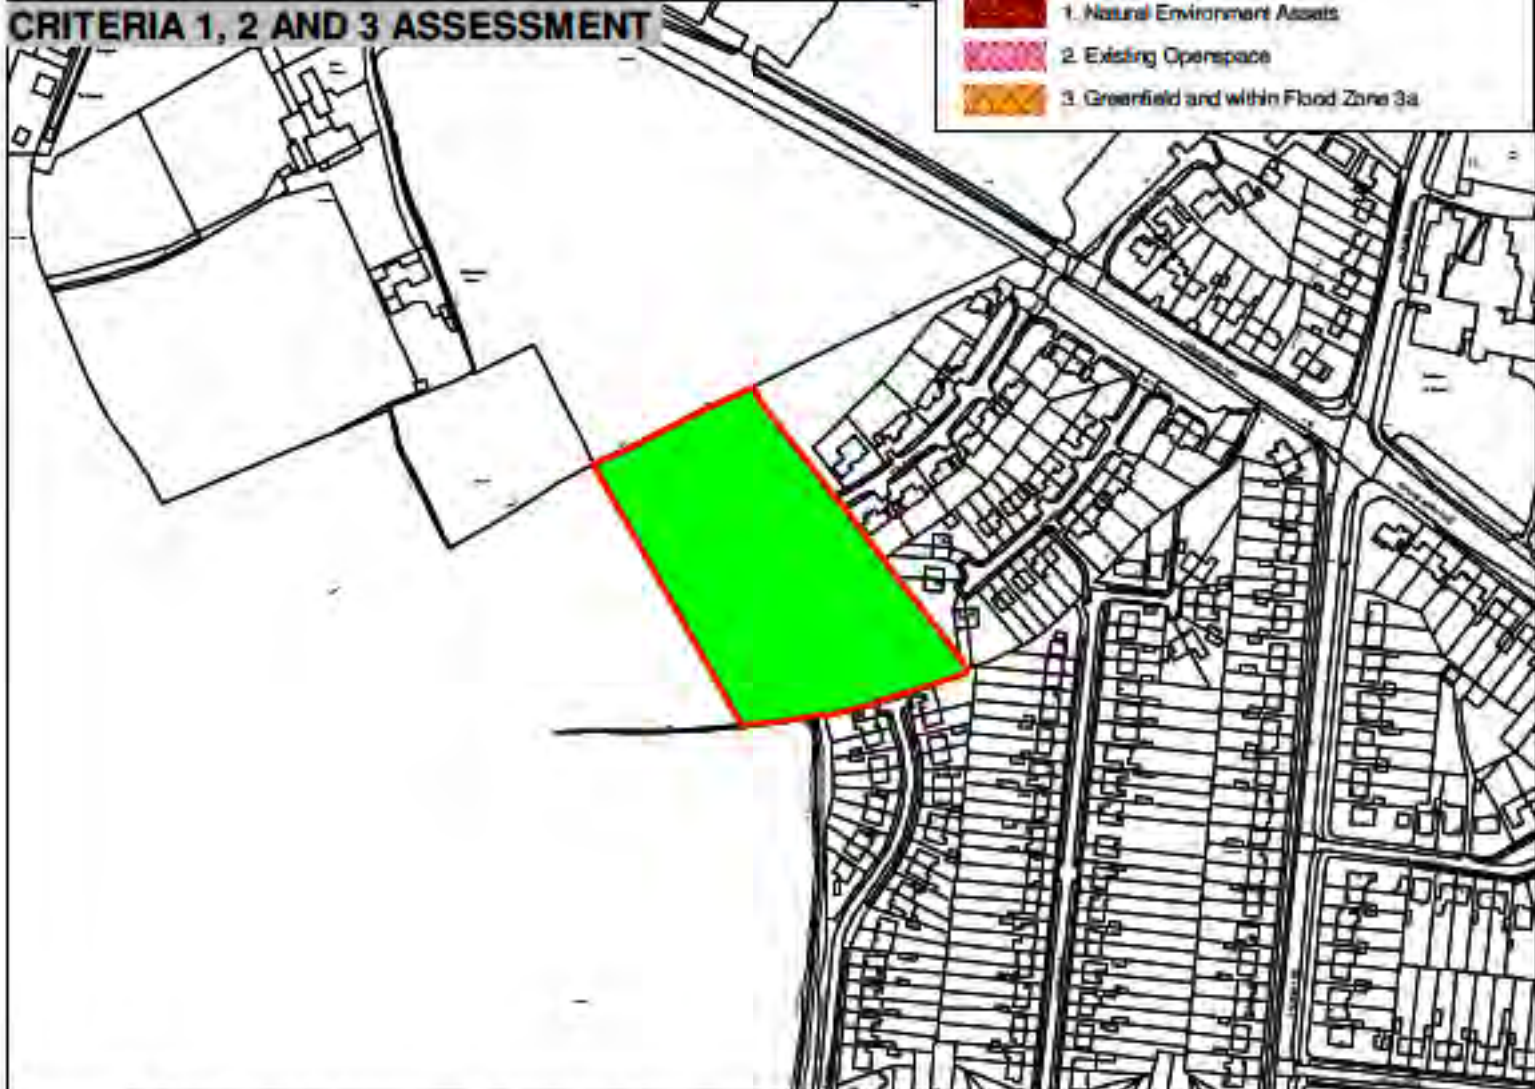 CRITERIA 1, 2 AND 3 ASSESSMENT
1. Natural Environment Assets
2. Existing Openspace
3. Greenfield and within Flood Zone 3a